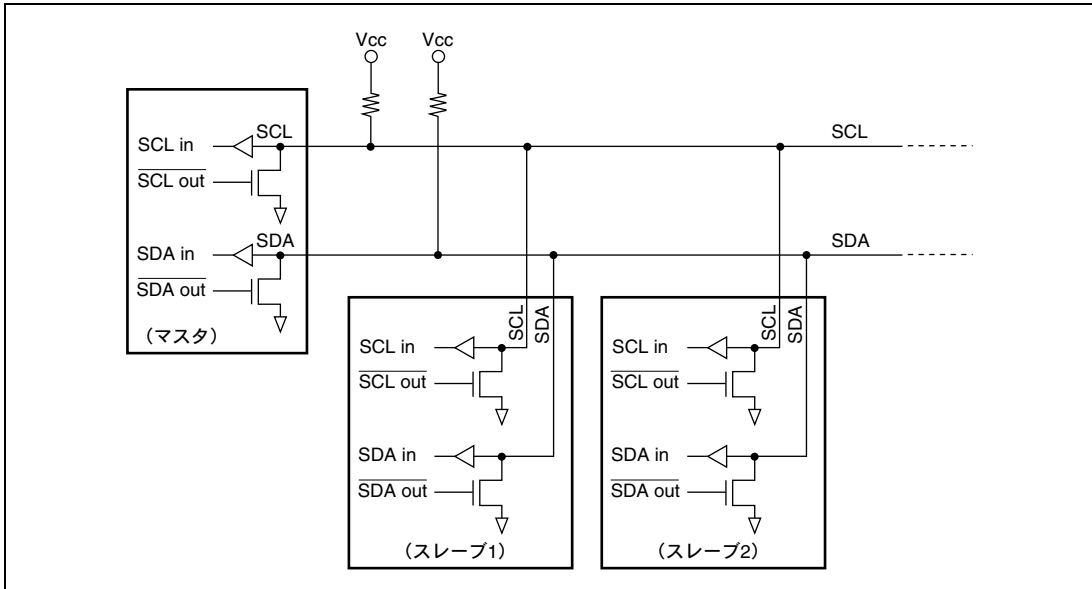 Vcc Vcc
SCL in
SCL
SCL out
SDA in
SDA
SDA out
（マスタ）
SCL
SDA
SCL
SDA
SCL in
SCL out
SDA in
SDA out
（スレーブ1）
SCL
SDA
SCL in
SCL out
SDA in
SDA out
（スレーブ2）